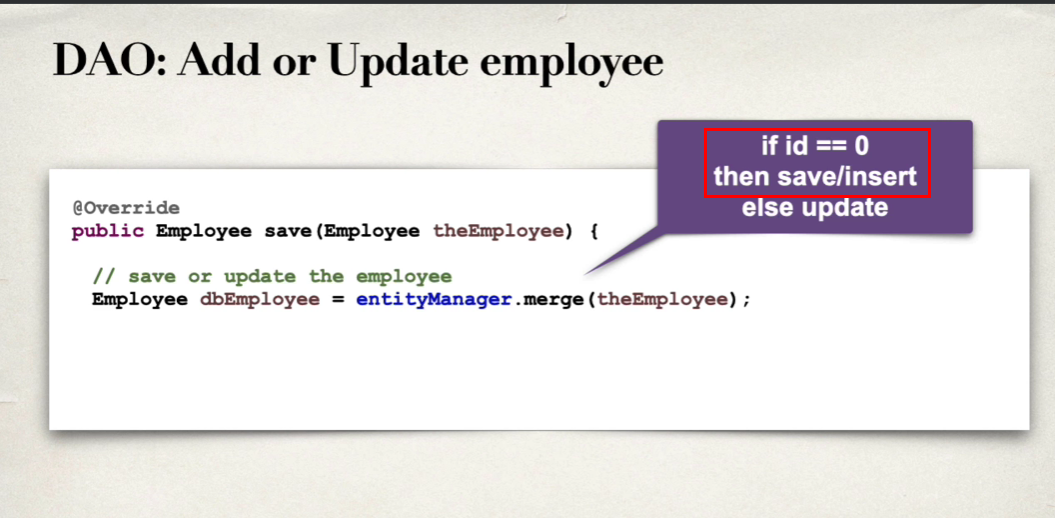 DAO: Add or Update employee
if id == 0
then save/insert
else update
@Override
public Employee save(Employee theEmployee) {
// save or update the employee
Employee dbEmployee = entityManager.merge(theEmployee);